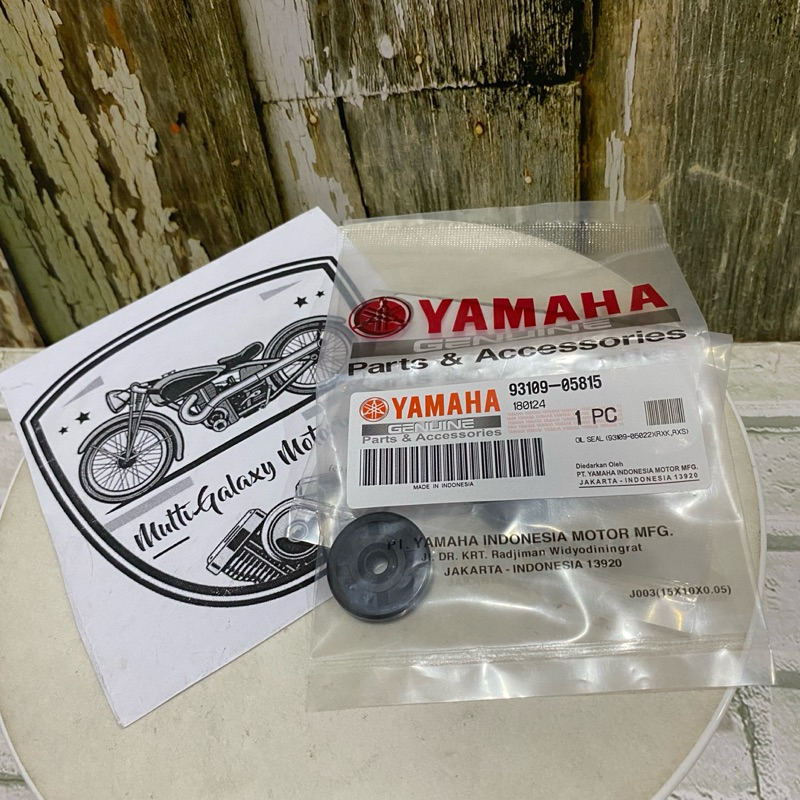 YAMAHA
GENUINE
Parts & Accessories
YAMAHA
GENUINE
Parts & Accessories
93109-05815
180124
1 PC
OIL SEAL (93109-05022XRXK,RXS)
MADE IN INDONESIA
Diedarkan Oleh
PT. YAMAHA INDONESIA MOTOR MFG.
JAKARTA - INDONESIA 13920
Multi Galaxy Moto
PT. YAMAHA INDONESIA MOTOR MFG.
Jl. DR. KRT. Radjiman Widyodiningrat
JAKARTA - INDONESIA 13920
J003(15X10X0.05)